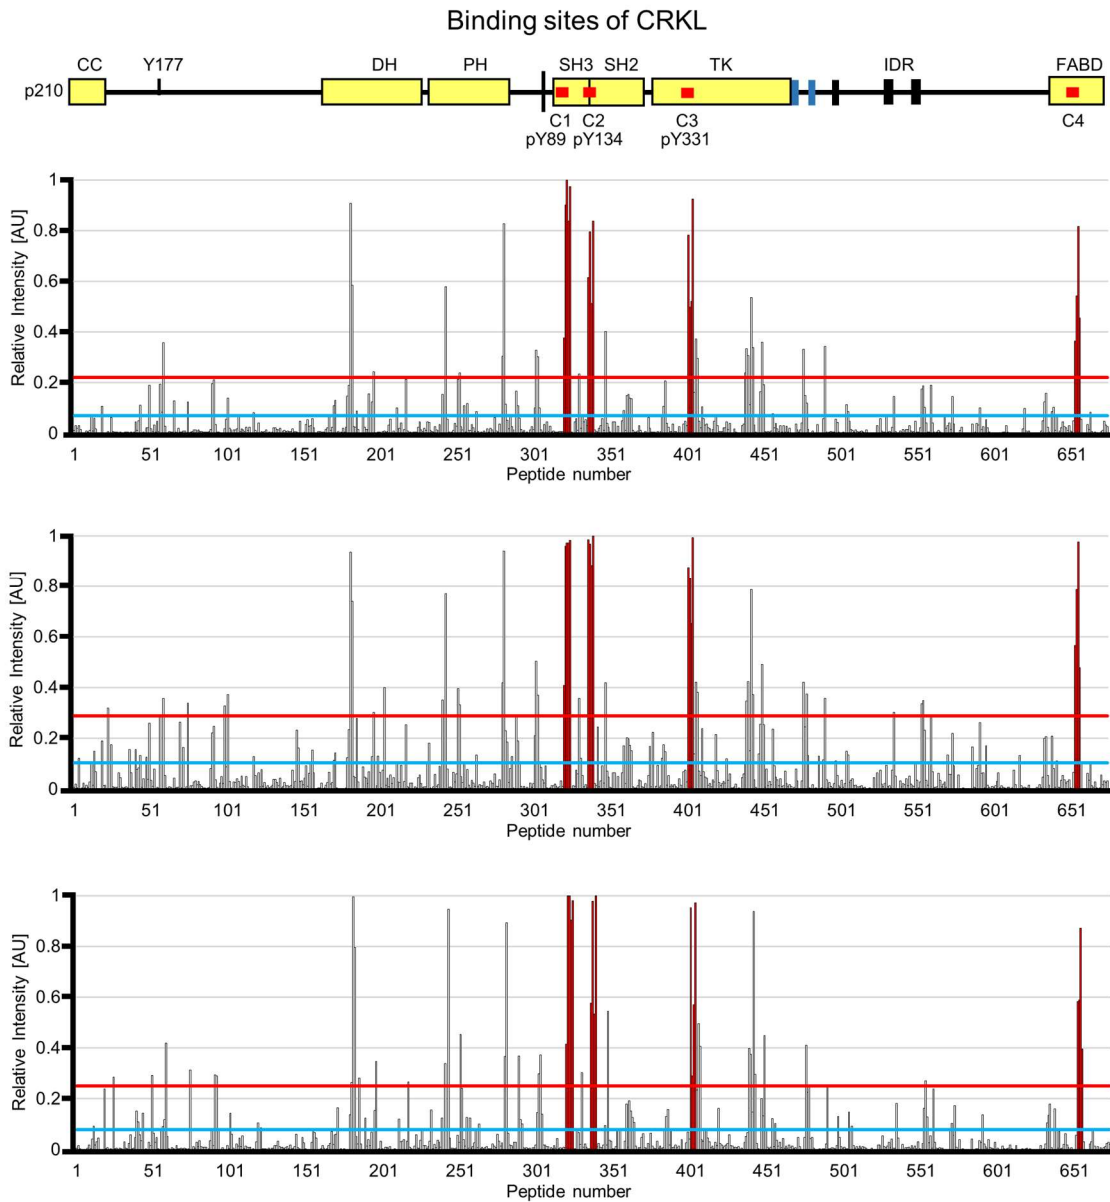 Binding sites of CRKL
CC Y177 DH PH SH3 SH2 TK IDR FABD
p210
C1 C2 C3 C4
pY89 pY134 pY331
Relative Intensity [AU]
1
0.8
0.6
0.4
0.2
0
1 51 101 151 201 251 301 351 401 451 501 551 601 651
Peptide number
Relative Intensity [AU]
1
0.8
0.6
0.4
0.2
0
1 51 101 151 201 251 301 351 401 451 501 551 601 651
Peptide number
Relative Intensity [AU]
1
0.8
0.6
0.4
0.2
0
1 51 101 151 201 251 301 351 401 451 501 551 601 651
Peptide number